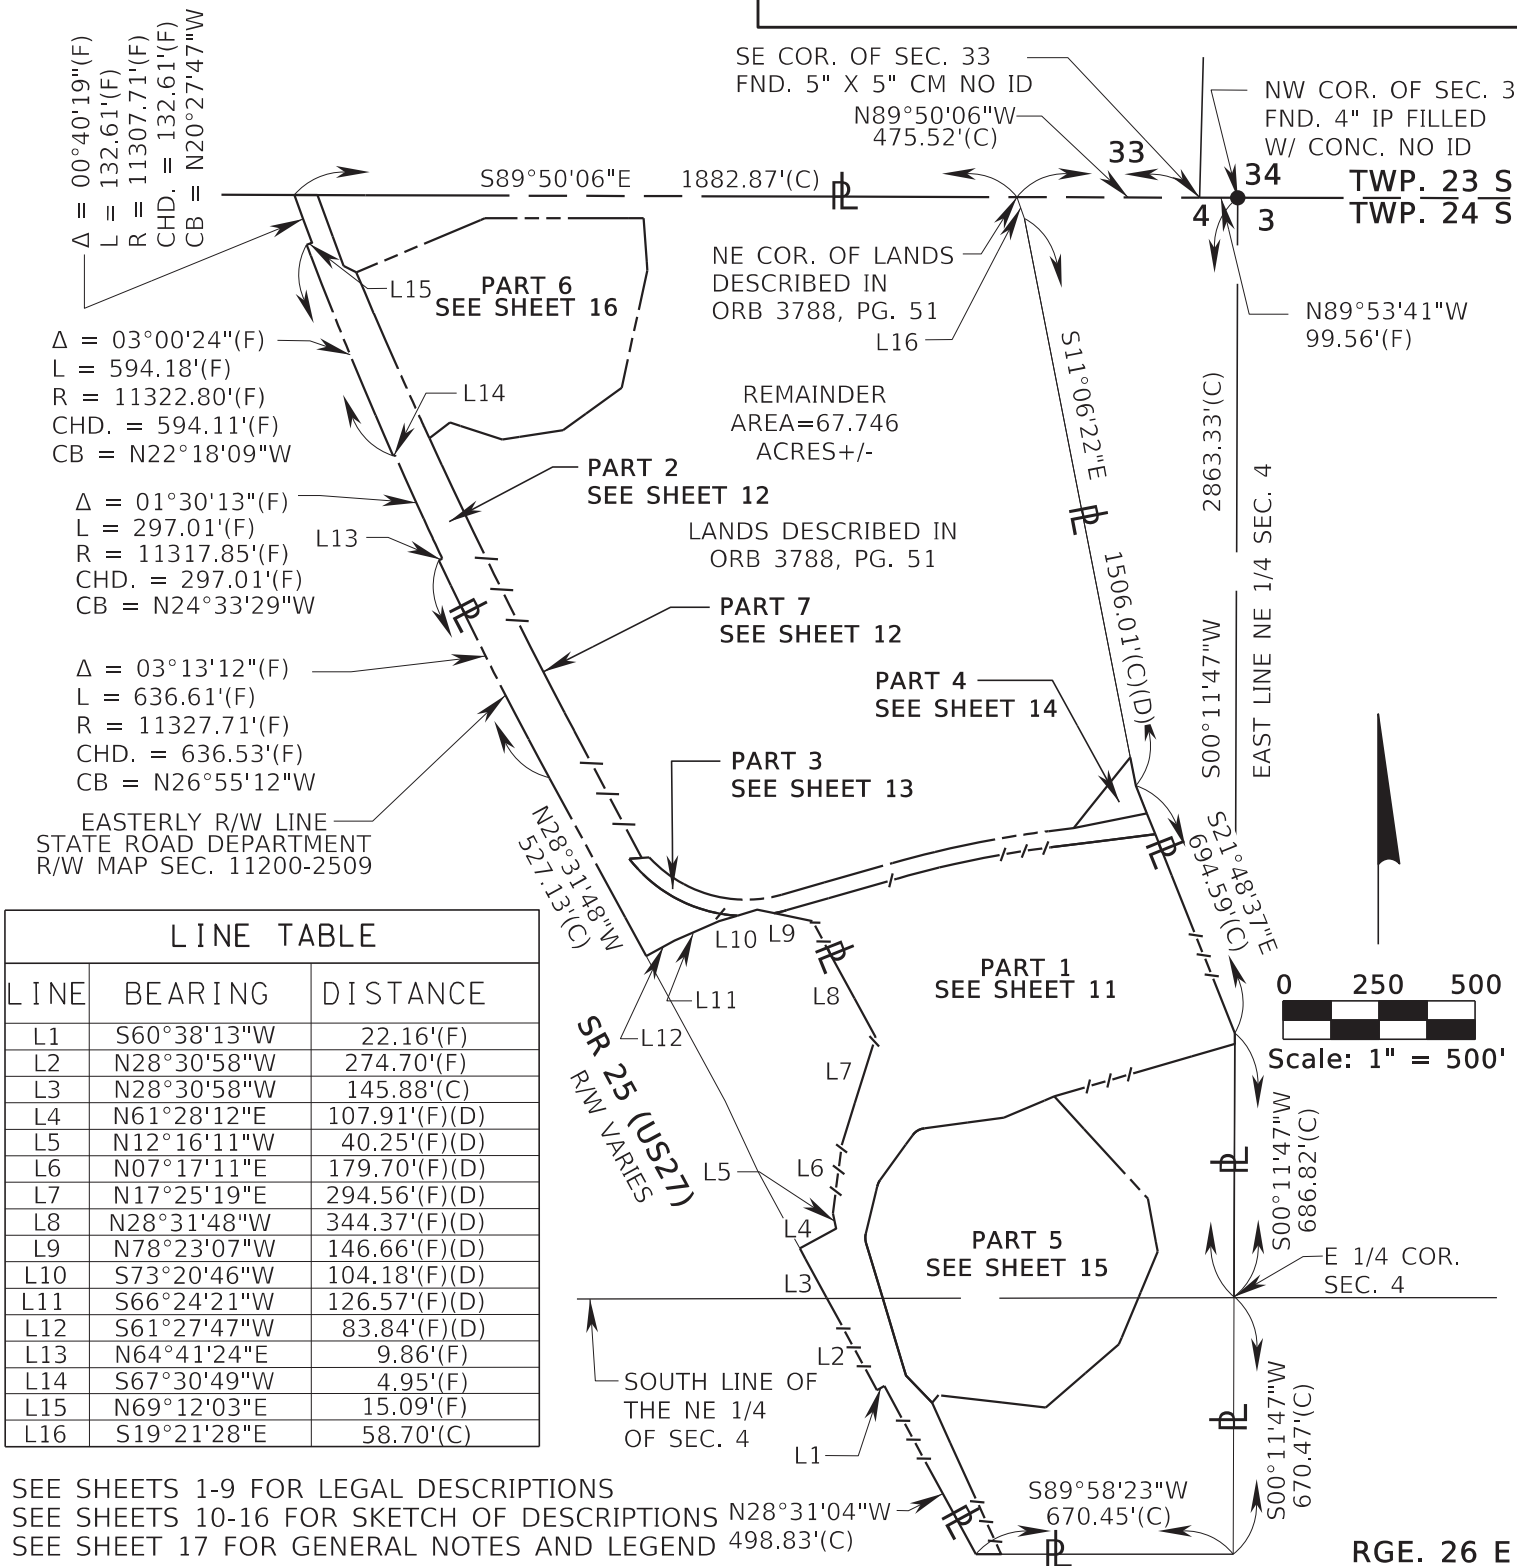 Δ = 00°40'19"(F)
L = 132.61'(F)
R = 11307.71'(F)
CHD. = 132.61'(F)
CB = N20°27'47"W
SE COR. OF SEC. 33
FND. 5" X 5" CM NO ID
N89°50'06"W
475.52'(C)
NW COR. OF SEC. 3
FND. 4" IP FILLED
W/ CONC. NO ID
33
34
4
3
TWP. 23 S
TWP. 24 S
S89°50'06"E 1882.87'(C)
PL
NE COR. OF LANDS
DESCRIBED IN
ORB 3788, PG. 51
L16
N89°53'41"W
99.56'(F)
L15
PART 6
SEE SHEET 16
Δ = 03°00'24"(F)
L = 594.18'(F)
R = 11322.80'(F)
CHD. = 594.11'(F)
CB = N22°18'09"W
L14
REMAINDER
AREA=67.746
ACRES+/-
S11°06'22"E
PL
1506.01'(C)(D)
2863.33'(C)
S00°11'47"W
EAST LINE NE 1/4 SEC. 4
PART 2
SEE SHEET 12
Δ = 01°30'13"(F)
L = 297.01'(F)
R = 11317.85'(F)
CHD. = 297.01'(F)
CB = N24°33'29"W
L13
LANDS DESCRIBED IN
ORB 3788, PG. 51
PL
PART 7
SEE SHEET 12
Δ = 03°13'12"(F)
L = 636.61'(F)
R = 11327.71'(F)
CHD. = 636.53'(F)
CB = N26°55'12"W
PART 4
SEE SHEET 14
PART 3
SEE SHEET 13
EASTERLY R/W LINE
STATE ROAD DEPARTMENT
R/W MAP SEC. 11200-2509
N28°31'48"W
527.13'(C)
PL
S21°48'37"E
694.59'(C)
L10
L9
PL
L8
L11
L12
L7
PART 1
SEE SHEET 11
0 250 500
Scale: 1" = 500'
SR 25 (US27)
R/W VARIES
L5
L6
L4
L3
PART 5
SEE SHEET 15
PL
S00°11'47"W
686.82'(C)
E 1/4 COR.
SEC. 4
L2
SOUTH LINE OF
THE NE 1/4
OF SEC. 4
L1
PL
S00°11'47"W
670.47'(C)
N28°31'04"W
498.83'(C)
PL
S89°58'23"W
670.45'(C)
PL
RGE. 26 E
LINE TABLE
LINE BEARING DISTANCE
L1 S60°38'13"W 22.16'(F)
L2 N28°30'58"W 274.70'(F)
L3 N28°30'58"W 145.88'(C)
L4 N61°28'12"E 107.91'(F)(D)
L5 N12°16'11"W 40.25'(F)(D)
L6 N07°17'11"E 179.70'(F)(D)
L7 N17°25'19"E 294.56'(F)(D)
L8 N28°31'48"W 344.37'(F)(D)
L9 N78°23'07"W 146.66'(F)(D)
L10 S73°20'46"W 104.18'(F)(D)
L11 S66°24'21"W 126.57'(F)(D)
L12 S61°27'47"W 83.84'(F)(D)
L13 N64°41'24"E 9.86'(F)
L14 S67°30'49"W 4.95'(F)
L15 N69°12'03"E 15.09'(F)
L16 S19°21'28"E 58.70'(C)
SEE SHEETS 1-9 FOR LEGAL DESCRIPTIONS
SEE SHEETS 10-16 FOR SKETCH OF DESCRIPTIONS
SEE SHEET 17 FOR GENERAL NOTES AND LEGEND